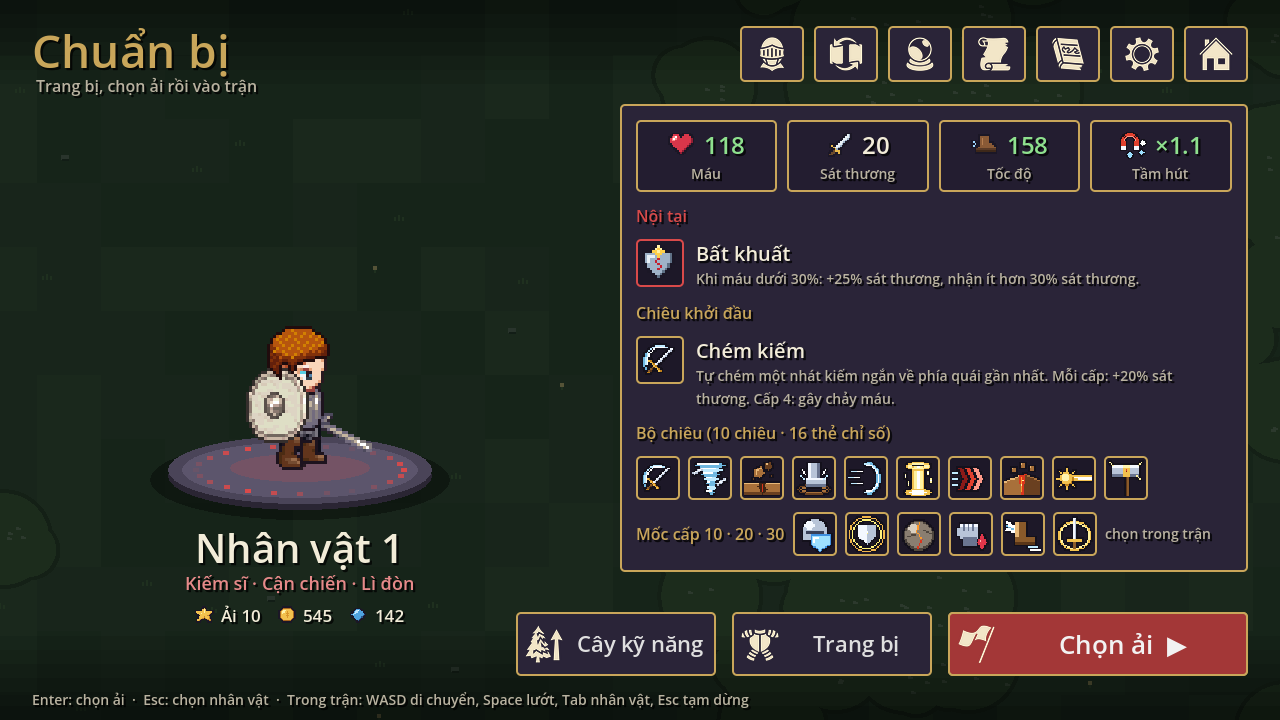 Chuẩn bị
Trang bị, chọn ải rồi vào trận
118
Máu
20
Sát thương
158
Tốc độ
×1.1
Tầm hút
Nội tại
Bất khuất
Khi máu dưới 30%: +25% sát thương, nhận ít hơn 30% sát thương.
Chiêu khởi đầu
Chém kiếm
Tự chém một nhát kiếm ngắn về phía quái gần nhất. Mỗi cấp: +20% sát
thương. Cấp 4: gây chảy máu.
Bộ chiêu (10 chiêu · 16 thẻ chỉ số)
Mốc cấp 10 · 20 · 30
chọn trong trận
Nhân vật 1
Kiếm sĩ · Cận chiến · Lì đòn
Ải 10 545 142
Cây kỹ năng
Trang bị
Chọn ải ▶
Enter: chọn ải · Esc: chọn nhân vật · Trong trận: WASD di chuyển, Space lướt, Tab nhân vật, Esc tạm dừng